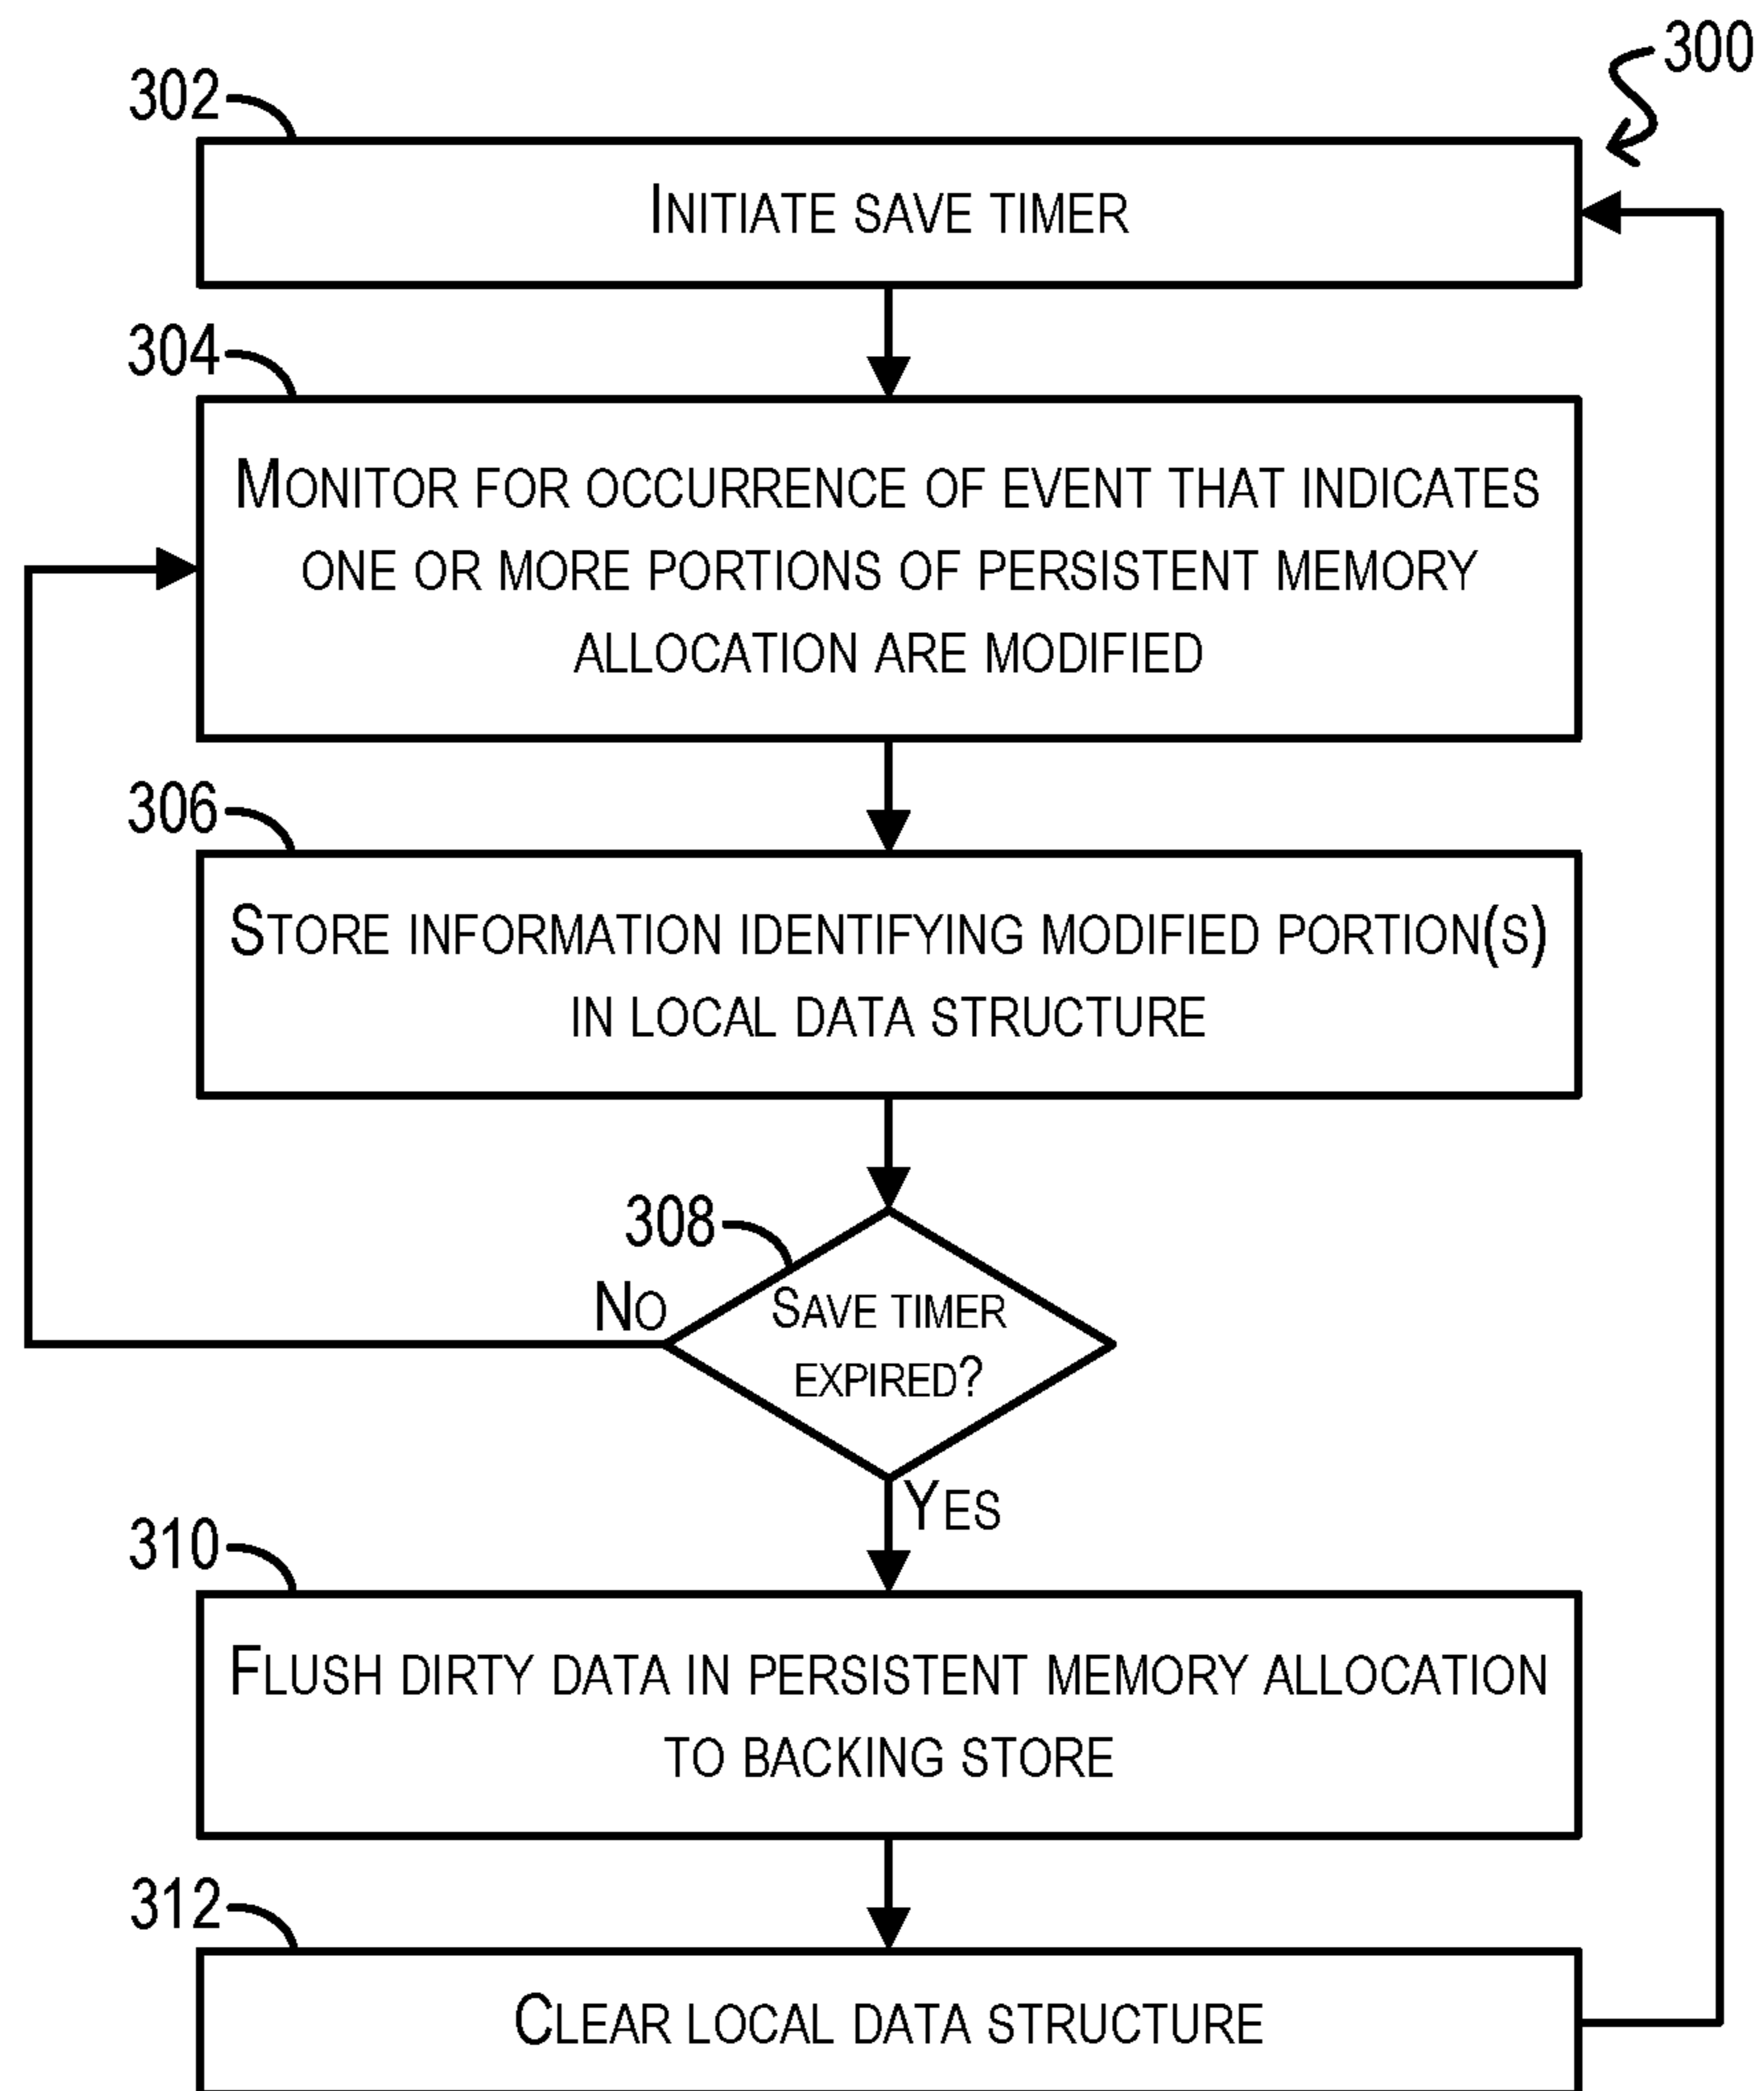 300
302
INITIATE SAVE TIMER
304
MONITOR FOR OCCURRENCE OF EVENT THAT INDICATES
ONE OR MORE PORTIONS OF PERSISTENT MEMORY
ALLOCATION ARE MODIFIED
306
STORE INFORMATION IDENTIFYING MODIFIED PORTION(S)
IN LOCAL DATA STRUCTURE
308
NO
SAVE TIMER
EXPIRED?
YES
310
FLUSH DIRTY DATA IN PERSISTENT MEMORY ALLOCATION
TO BACKING STORE
312
CLEAR LOCAL DATA STRUCTURE